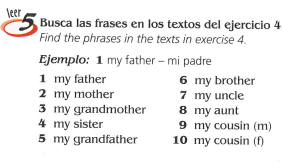 leer
5 Busca las frases en los textos del ejercicio 4
Find the phrases in the texts in exercise 4.
Ejemplo: 1 my father – mi padre
1 my father
2 my mother
3 my grandmother
4 my sister
5 my grandfather
6 my brother
7 my uncle
8 my aunt
9 my cousin (m)
10 my cousin (f)